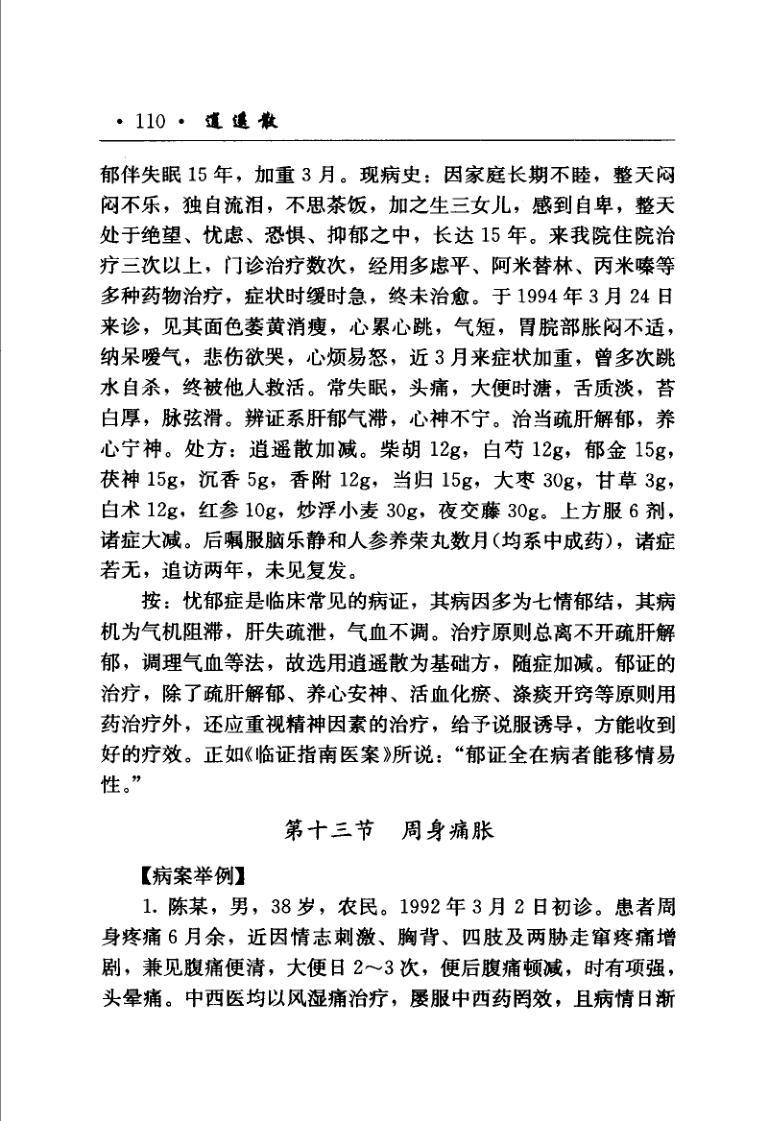 ·110· 逍遥散
郁伴失眠 15 年，加重 3 月。现病史：因家庭长期不睦，整天闷
闷不乐，独自流泪，不思茶饭，加之生三女儿，感到自卑，整天
处于绝望、忧虑、恐惧、抑郁之中，长达 15 年。来我院住院治
疗三次以上，门诊治疗数次，经用多虑平、阿米替林、丙米嗪等
多种药物治疗，症状时缓时急，终未治愈。于 1994 年 3 月 24 日
来诊，见其面色萎黄消瘦，心累心跳，气短，胃脘部胀闷不适，
纳呆嗳气，悲伤欲哭，心烦易怒，近 3 月来症状加重，曾多次跳
水自杀，终被他人救活。常失眠，头痛，大便时溏，舌质淡，苔
白厚，脉弦滑。辨证系肝郁气滞，心神不宁。治当疏肝解郁，养
心宁神。处方：逍遥散加减。柴胡 12g，白芍 12g，郁金 15g，
茯神 15g，沉香 5g，香附 12g，当归 15g，大枣 30g，甘草 3g，
白术 12g，红参 10g，炒浮小麦 30g，夜交藤 30g。上方服 6 剂，
诸症大减。后嘱服脑乐静和人参养荣丸数月（均系中成药），诸症
若无，追访两年，未见复发。
按：忧郁症是临床常见的病证，其病因多为七情郁结，其病
机为气机阻滞，肝失疏泄，气血不调。治疗原则总离不开疏肝解
郁，调理气血等法，故选用逍遥散为基础方，随症加减。郁证的
治疗，除了疏肝解郁、养心安神、活血化瘀、涤痰开窍等原则用
药治疗外，还应重视精神因素的治疗，给予说服诱导，方能收到
好的疗效。正如《临证指南医案》所说：“郁证全在病者能移情易
性。”
第十三节 周身痛胀
【病案举例】
1. 陈某，男，38 岁，农民。1992 年 3 月 2 日初诊。患者周
身疼痛 6 月余，近因情志刺激、胸背、四肢及两胁走窜疼痛增
剧，兼见腹痛便清，大便日 2～3 次，便后腹痛顿减，时有项强，
头晕痛。中西医均以风湿痛治疗，屡服中西药罔效，且病情日渐